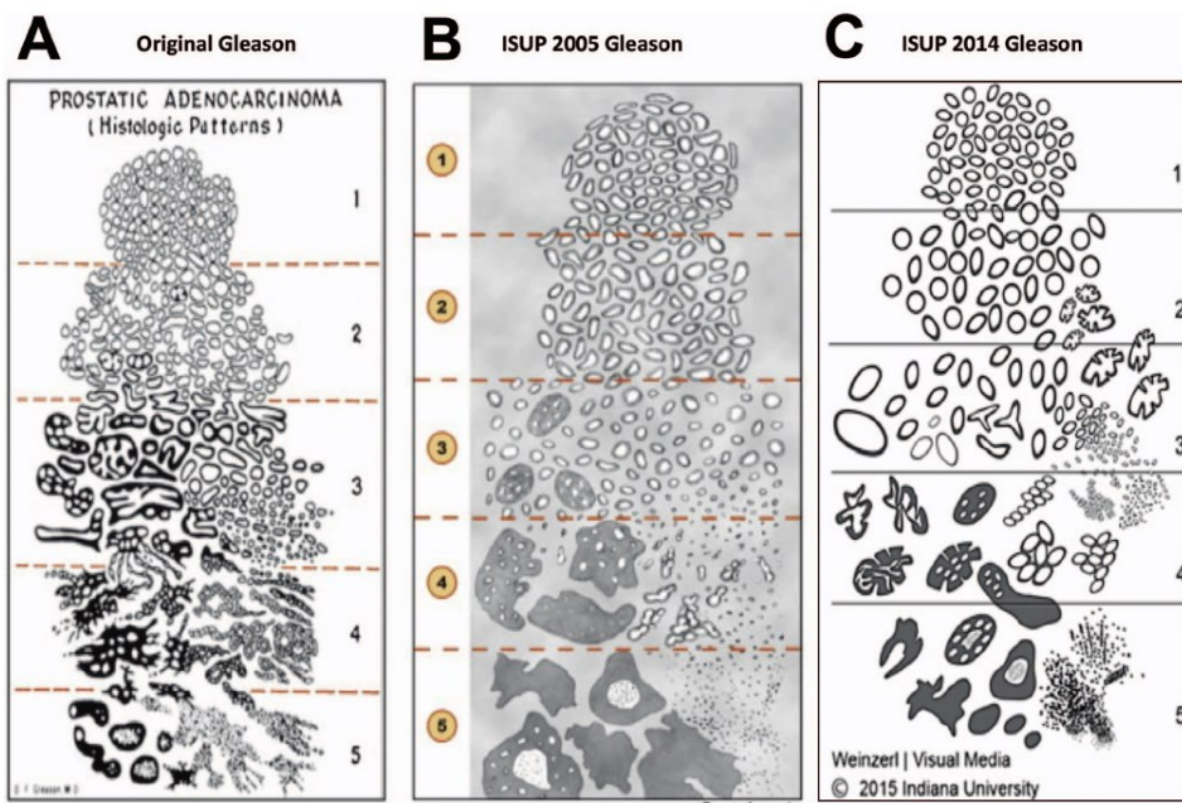 A
Original Gleason
PROSTATIC ADENOCARCINOMA
(Histologic Patterns)
1
2
3
4
5
D F Gleason M D
B
ISUP 2005 Gleason
1
2
3
4
5
C
ISUP 2014 Gleason
1
2
3
4
5
Weinzerl | Visual Media
© 2015 Indiana University